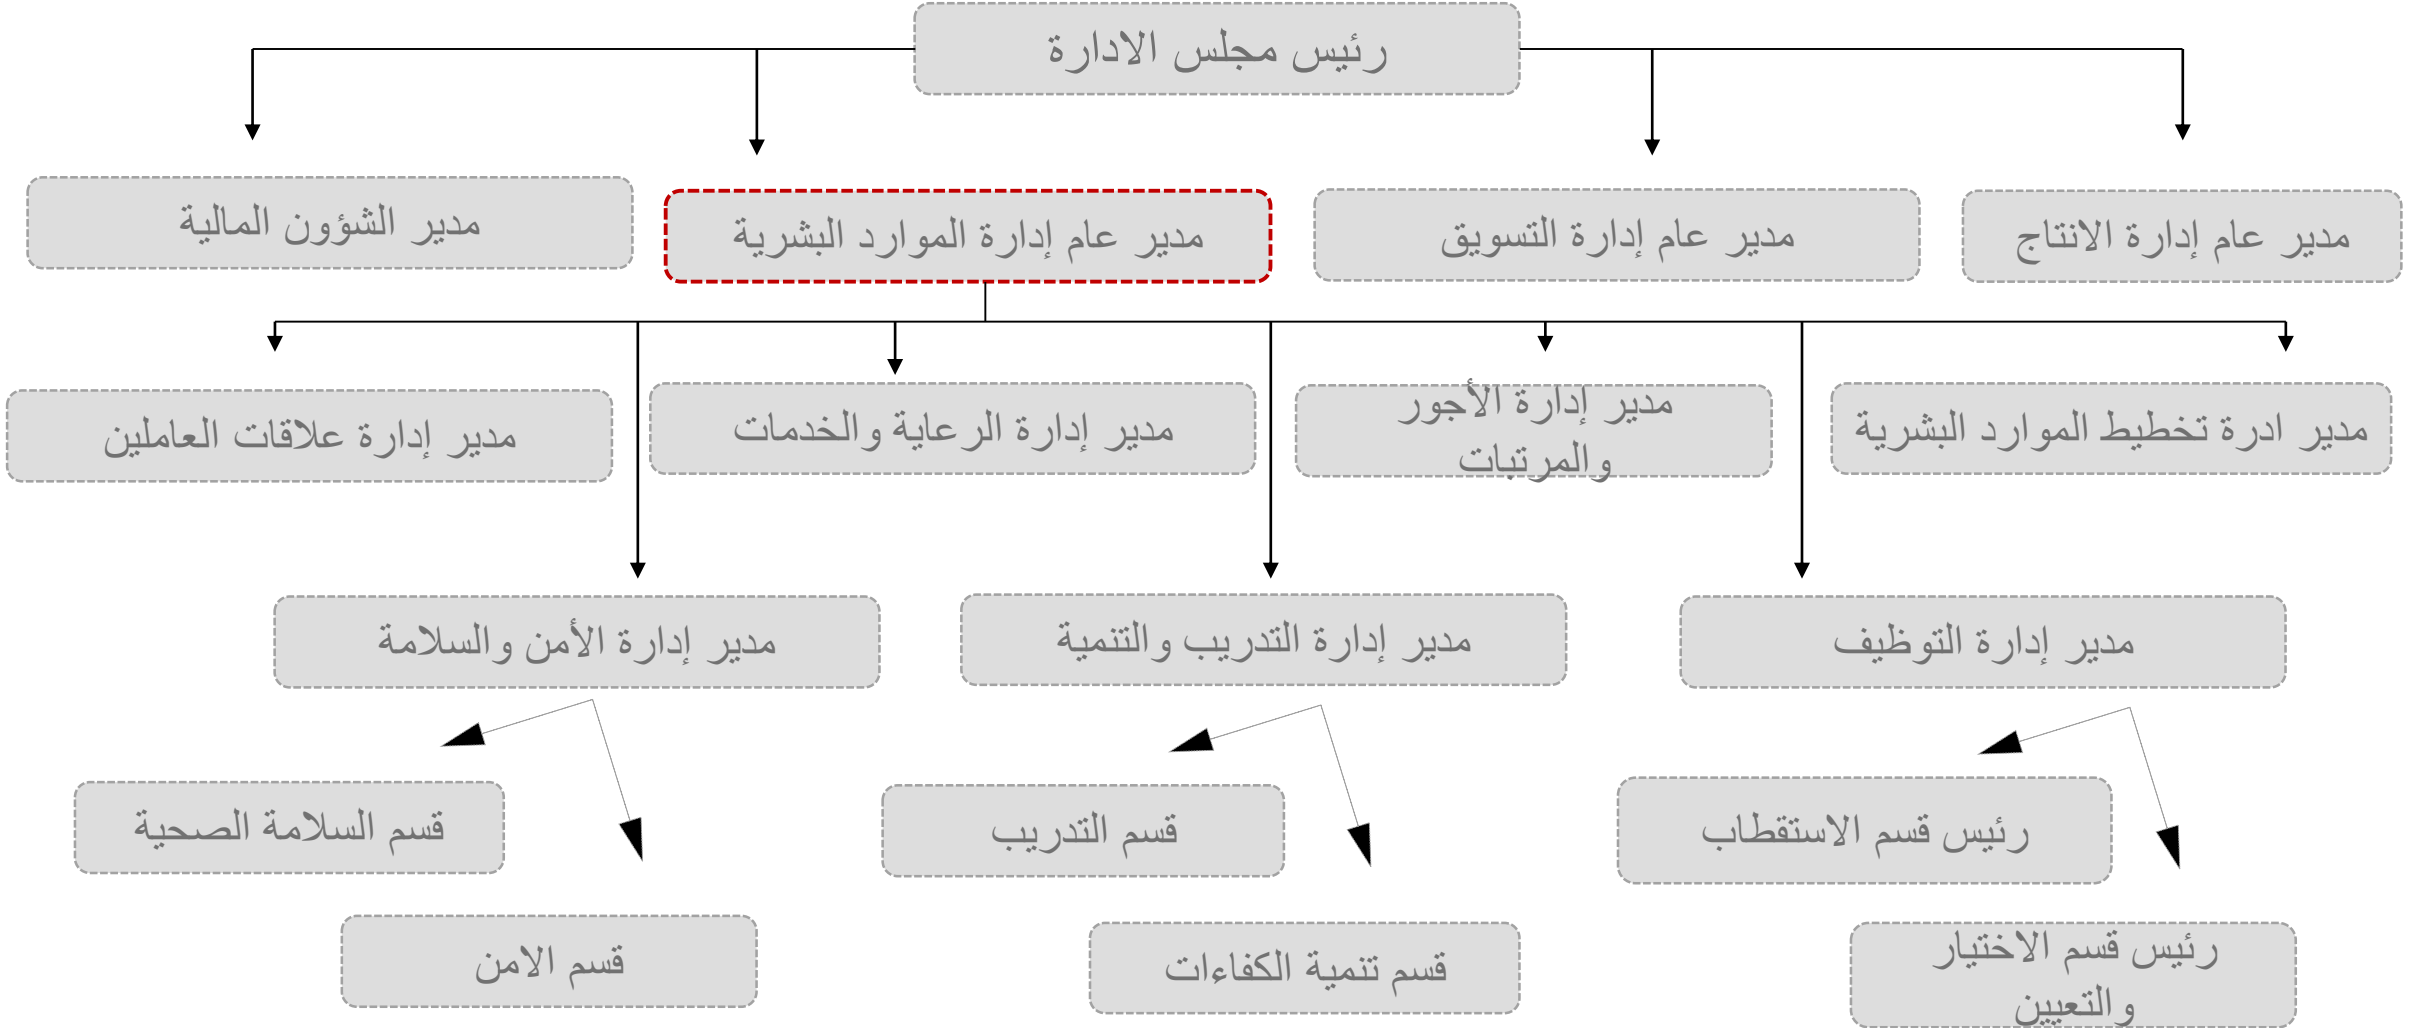 رئيس مجلس الادارة
مدير عام إدارة الانتاج
مدير عام إدارة التسويق
مدير عام إدارة الموارد البشرية
مدير الشؤون المالية
مدير ادرة تخطيط الموارد البشرية
مدير إدارة الأجور
والمرتبات
مدير إدارة الرعاية والخدمات
مدير إدارة علاقات العاملين
مدير إدارة التوظيف
مدير إدارة التدريب والتنمية
مدير إدارة الأمن والسلامة
رئيس قسم الاستقطاب
قسم التدريب
قسم السلامة الصحية
رئيس قسم الاختيار
والتعيين
قسم تنمية الكفاءات
قسم الامن